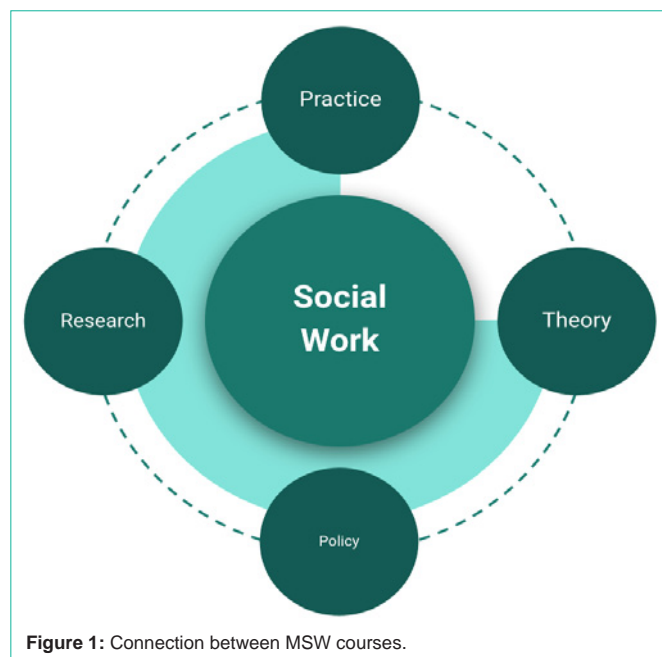 Practice
Research
Social
Work
Theory
Policy
Figure 1: Connection between MSW courses.